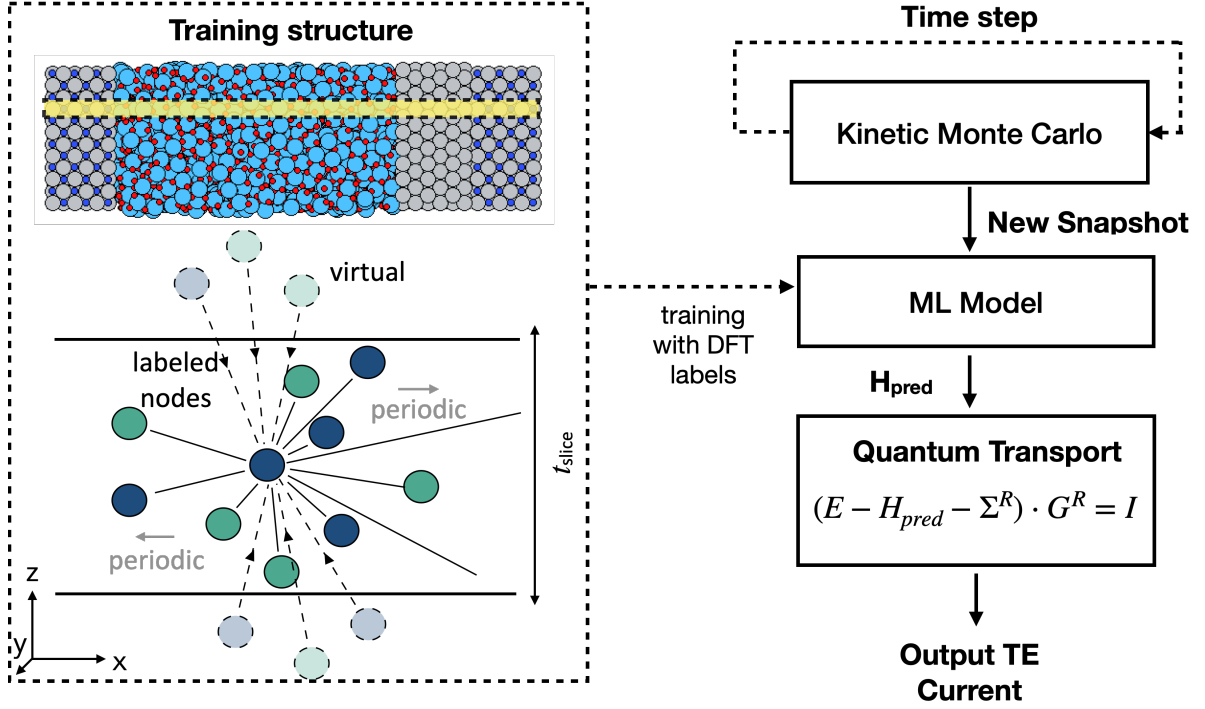 Training structure
virtual
labeled
nodes
periodic
t_slice
periodic
z
y
x
Time step
Kinetic Monte Carlo
New Snapshot
ML Model
training
with DFT
labels
H_pred
Quantum Transport
(E − H_pred − Σ^R) · G^R = I
Output TE
Current